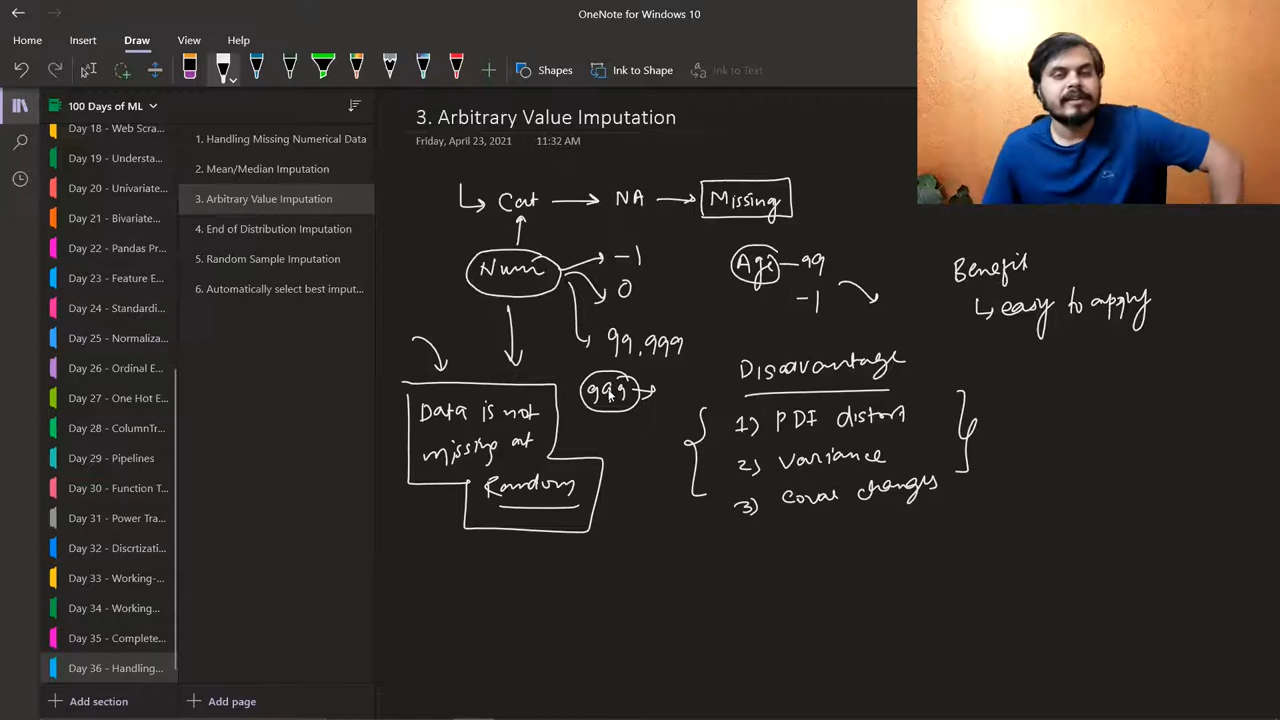 OneNote for Windows 10
Home Insert Draw View Help
Shapes Ink to Shape Ink to Text
100 Days of ML
Day 18 - Web Scra...
Day 19 - Understa...
Day 20 - Univariate...
Day 21 - Bivariate...
Day 22 - Pandas Pr...
Day 23 - Feature E...
Day 24 - Standardi...
Day 25 - Normaliza...
Day 26 - Ordinal E...
Day 27 - One Hot E...
Day 28 - ColumnTr...
Day 29 - Pipelines
Day 30 - Function T...
Day 31 - Power Tra...
Day 32 - Discrtizati...
Day 33 - Working-...
Day 34 - Working...
Day 35 - Complete...
Day 36 - Handling...
Add section
1. Handling Missing Numerical Data
2. Mean/Median Imputation
3. Arbitrary Value Imputation
4. End of Distribution Imputation
5. Random Sample Imputation
6. Automatically select best imput...
Add page
3. Arbitrary Value Imputation
Friday, April 23, 2021 11:32 AM
Cat NA Missing
Num -1
0
99,999
999
Age 99
-1
Benefit
easy to apply
Data is not
missing at
Random
Disavantage
1) PDF distort
2) Variance
3) Covar changes